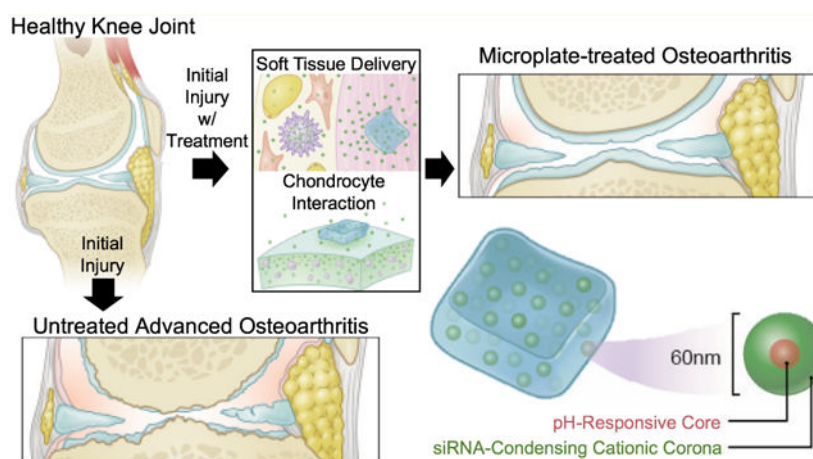 Healthy Knee Joint
Initial
Injury
w/
Treatment
Soft Tissue Delivery
Chondrocyte
Interaction
Microplate-treated Osteoarthritis
Initial
Injury
Untreated Advanced Osteoarthritis
60nm
pH-Responsive Core
siRNA-Condensing Cationic Corona